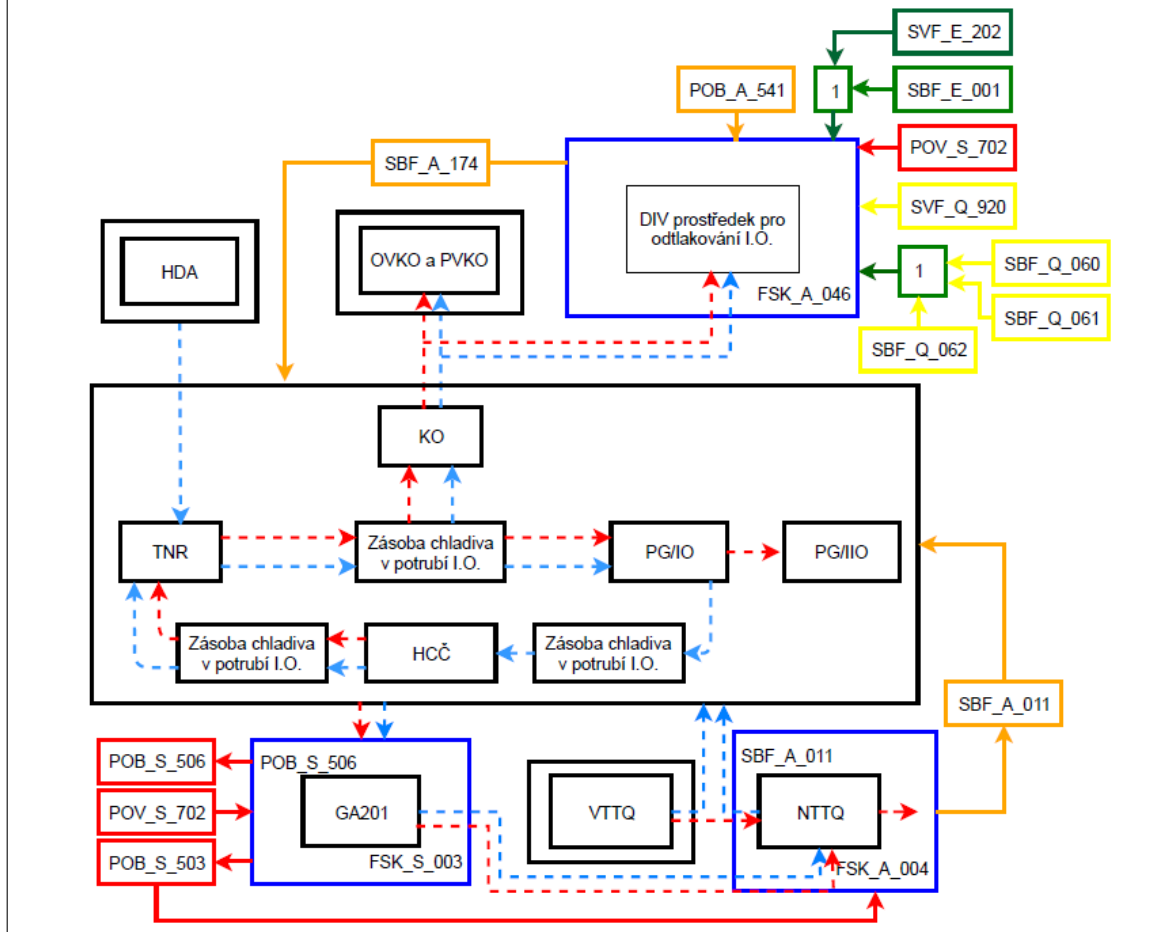 SVF_E_202
POB_A_541
1
SBF_E_001
SBF_A_174
POV_S_702
DIV prostředek pro
odtlakování I.O.
SVF_Q_920
HDA
OVKO a PVKO
FSK_A_046
1
SBF_Q_060
SBF_Q_061
SBF_Q_062
KO
TNR
Zásoba chladiva
v potrubí I.O.
PG/IO
PG/IIO
Zásoba chladiva
v potrubí I.O.
HCČ
Zásoba chladiva
v potrubí I.O.
SBF_A_011
POB_S_506
POB_S_506
SBF_A_011
POV_S_702
GA201
VTTQ
NTTQ
POB_S_503
FSK_S_003
FSK_A_004